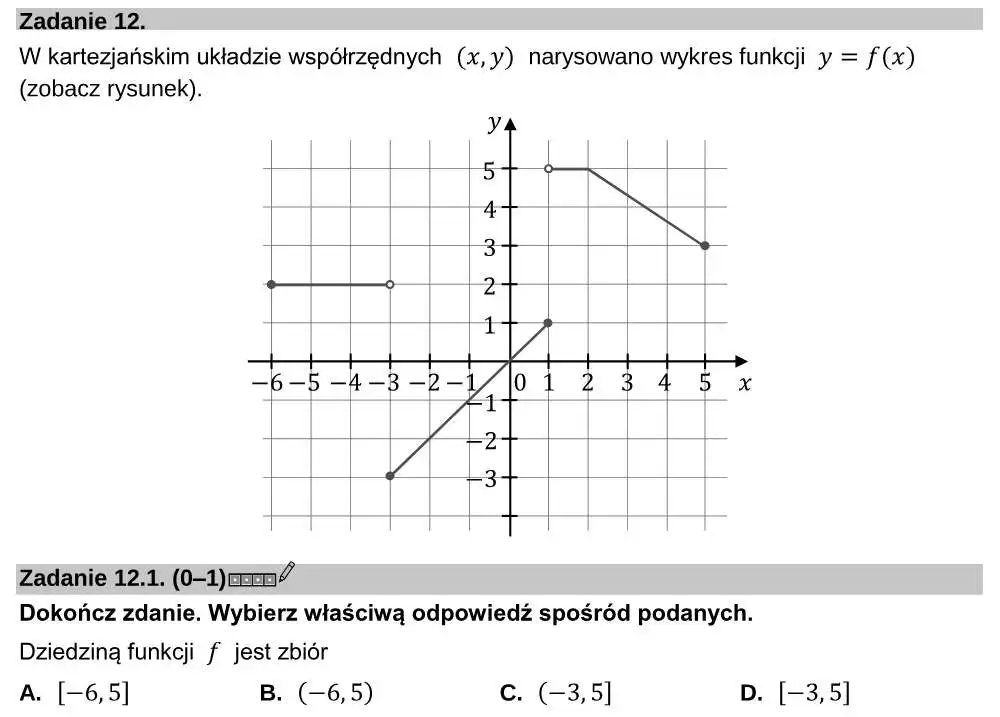 Zadanie 12.
W kartezjańskim układzie współrzędnych (x, y) narysowano wykres funkcji y = f(x)
(zobacz rysunek).
y
5
4
3
2
1
−6 −5 −4 −3 −2 −1 0 1 2 3 4 5 x
−1
−2
−3
Zadanie 12.1. (0–1)
Dokończ zdanie. Wybierz właściwą odpowiedź spośród podanych.
Dziedziną funkcji f jest zbiór
A. [−6, 5] B. (−6, 5) C. (−3, 5] D. [−3, 5]